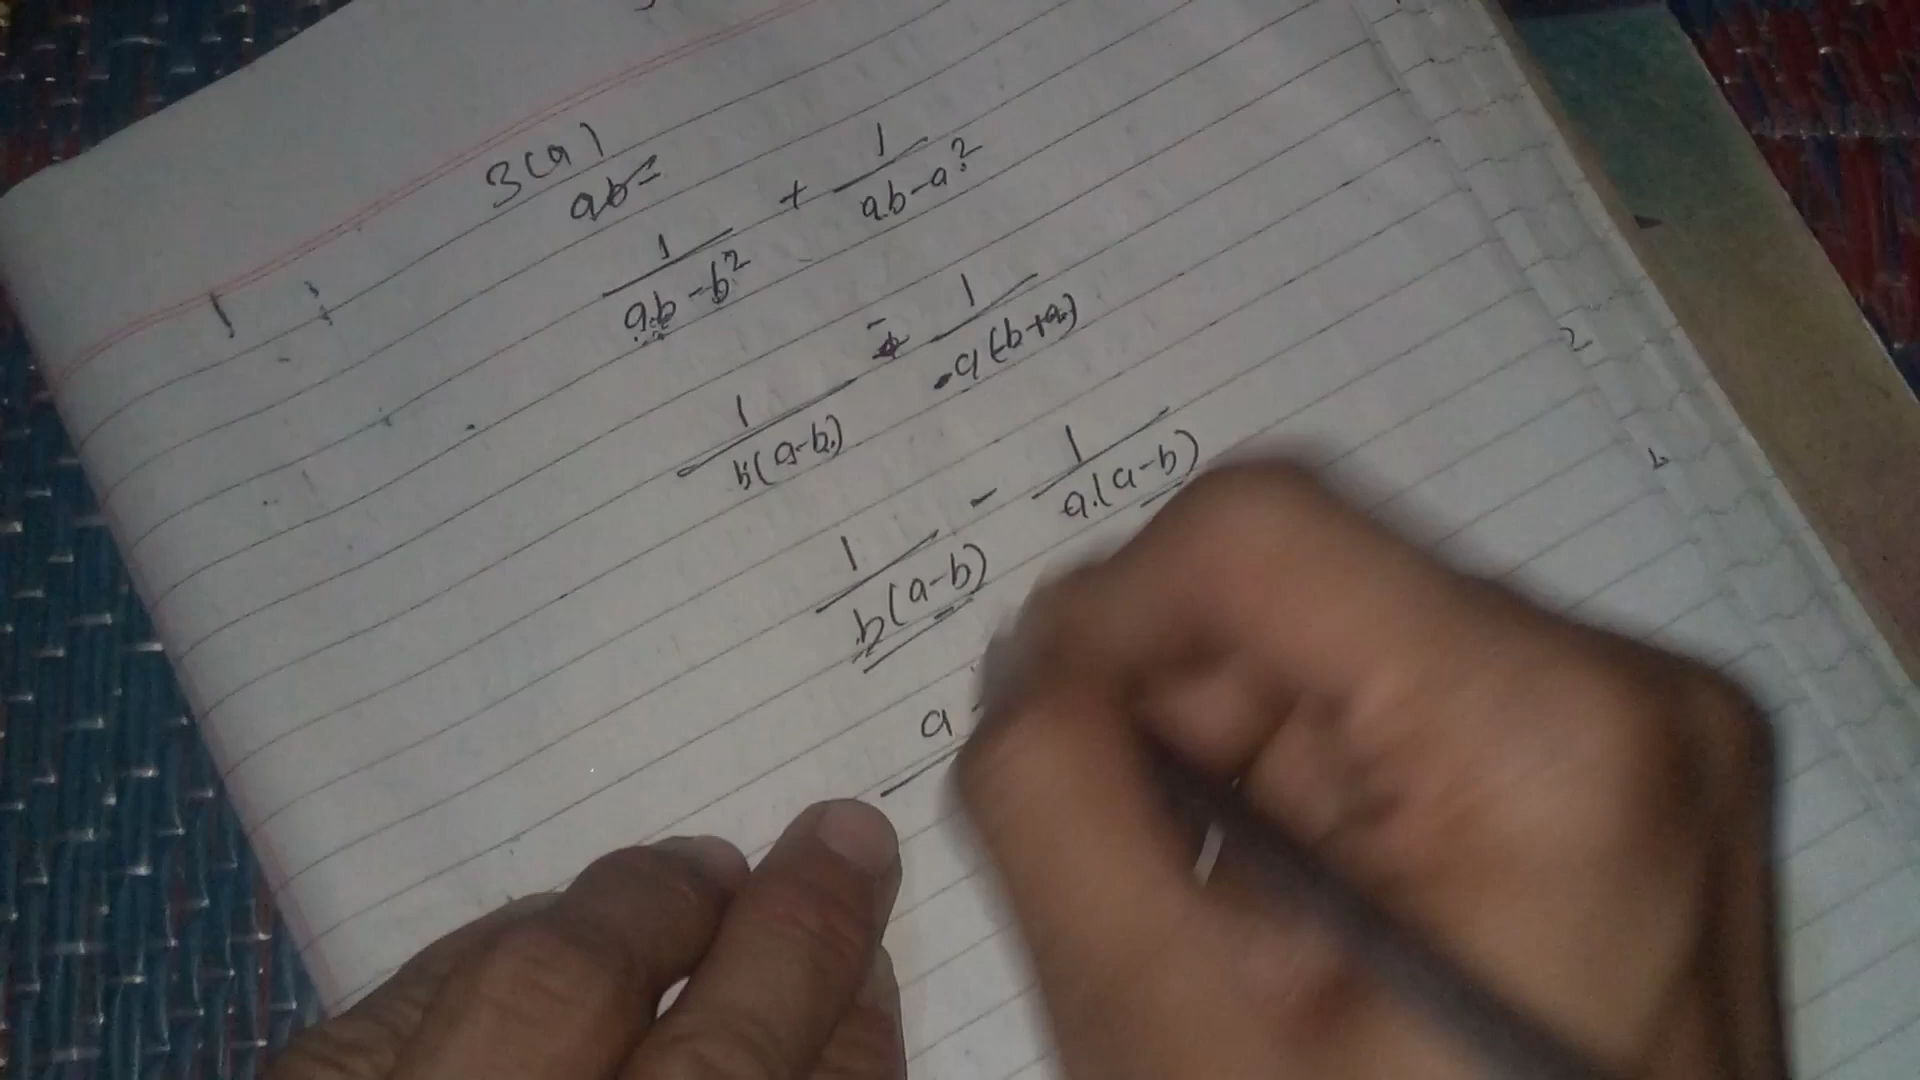 3(a)
ab=
1 / ab-b² + 1 / ab-a²
1 / b(a-b) - 1 / a(-b+a)
1 / b(a-b) - 1 / a(a-b)
a